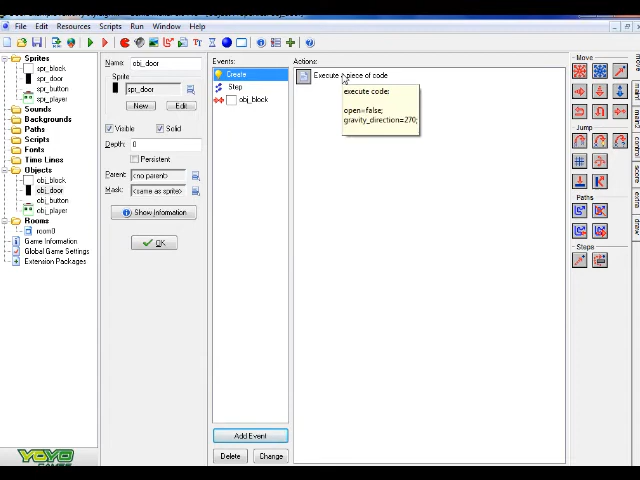 File Edit Resources Scripts Run Window Help
Sprites
spr_block
spr_door
spr_button
spr_player
Sounds
Backgrounds
Paths
Scripts
Fonts
Time Lines
Objects
obj_block
obj_door
obj_button
obj_player
Rooms
room0
Game Information
Global Game Settings
Extension Packages
YOYO
GAMES
Name: obj_door
Sprite
spr_door
New Edit
Visible Solid
Depth: 0
Persistent
Parent: <no parent>
Mask: <same as sprite>
Show Information
OK
Events:
Create
Step
obj_block
Add Event
Delete Change
Actions:
Execute a piece of code
execute code:
open=false;
gravity_direction=270;
Move
Jump
Paths
Steps
move
main1
main2
control
score
extra
draw